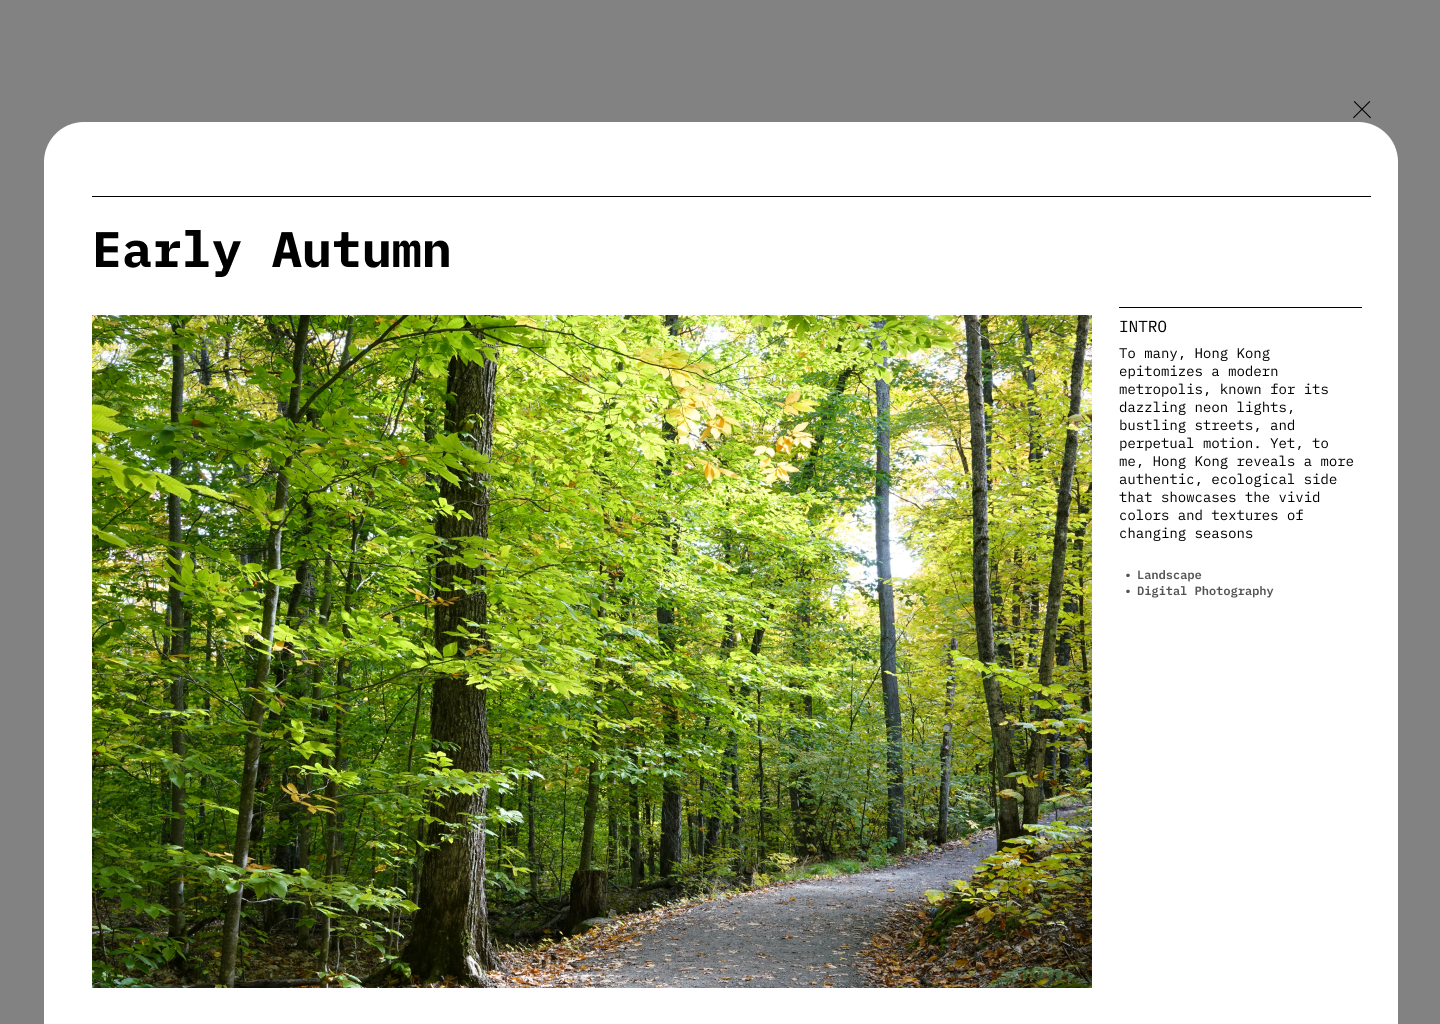 Early Autumn
INTRO
To many, Hong Kong
epitomizes a modern
metropolis, known for its
dazzling neon lights,
bustling streets, and
perpetual motion. Yet, to
me, Hong Kong reveals a more
authentic, ecological side
that showcases the vivid
colors and textures of
changing seasons
• Landscape
• Digital Photography